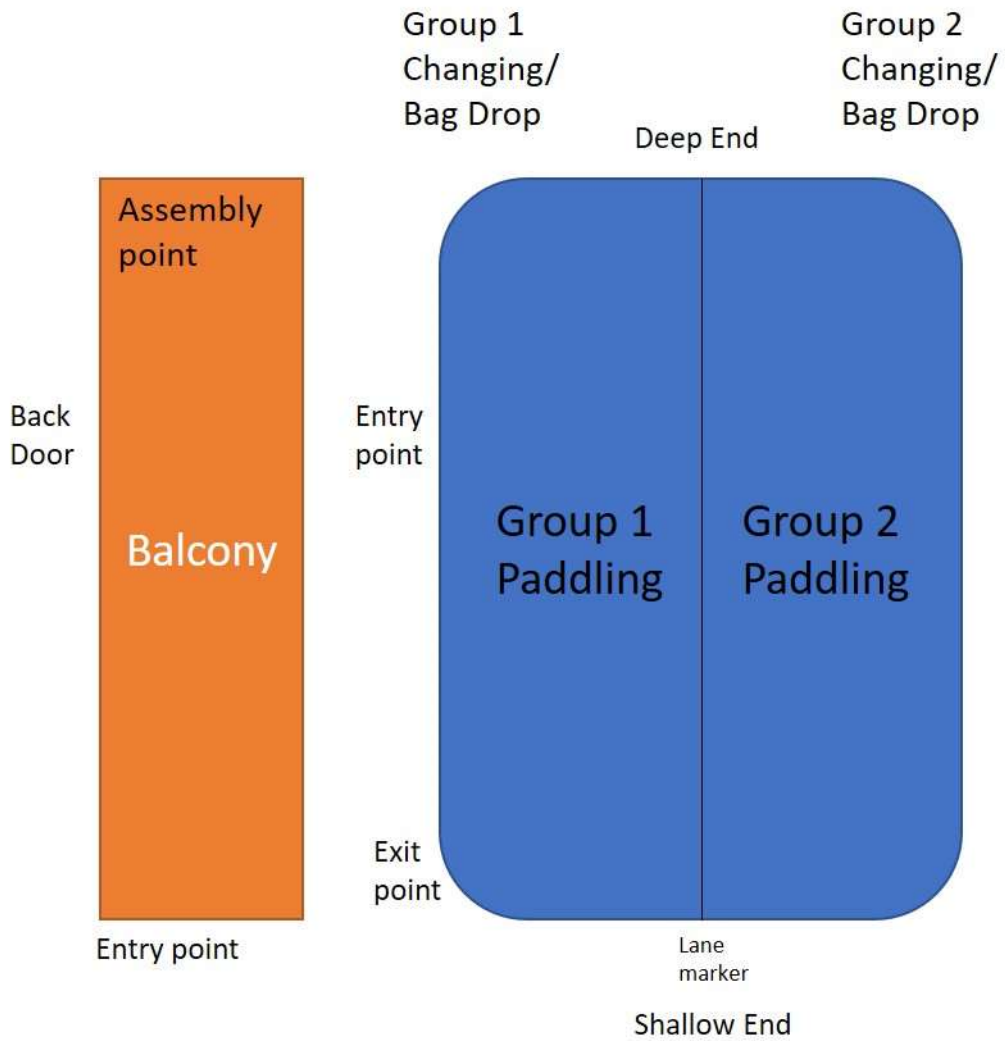 Group 1
Changing/
Bag Drop
Group 2
Changing/
Bag Drop
Deep End
Assembly
point
Back
Door
Entry
point
Balcony
Group 1
Paddling
Group 2
Paddling
Exit
point
Entry point
Lane
marker
Shallow End